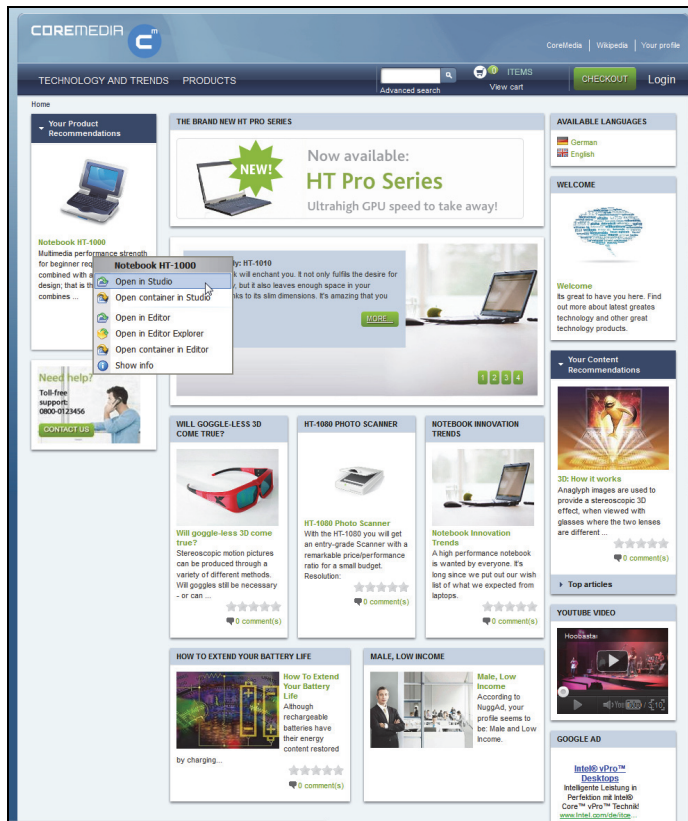 COREMEDIA
CoreMedia | Wikipedia | Your profile
TECHNOLOGY AND TRENDS PRODUCTS
Advanced search
0 ITEMS
View cart
CHECKOUT
Login
Home
Your Product
Recommendations
Notebook HT-1000
Multimedia performance strength
for beginner
combined with a
design; that is th
combines ...
Notebook HT-1000
Open in Studio
Open container in Studio
Open in Editor
Open in Editor Explorer
Open container in Editor
Show info
Need help?
Toll-free
support:
0800-0123456
CONTACT US
THE BRAND NEW HT PRO SERIES
NEW!
Now available:
HT Pro Series
Ultrahigh GPU speed to take away!
ly: HT-1010
k will enchant you. It not only fulfils the desire for
y, but it also leaves enough space in your
nks to its slim dimensions. It's amazing that you
MORE...
1 2 3 4
WILL GOGGLE-LESS 3D
COME TRUE?
Will goggle-less 3D come
true?
Stereoscopic motion pictures
can be produced through a
variety of different methods.
Will goggles still be necessary
- or can ...
0 comment(s)
HT-1080 PHOTO SCANNER
HT-1080 Photo Scanner
With the HT-1080 you will get
an entry-grade Scanner with a
remarkable price/performance
ratio for a small budget.
Resolution:
0 comment(s)
NOTEBOOK INNOVATION
TRENDS
Notebook Innovation
Trends
A high performance notebook
is wanted by everyone. It's
long since we put out our wish
list of what we expected from
laptops.
0 comment(s)
HOW TO EXTEND YOUR BATTERY LIFE
How To Extend
Your Battery
Life
Although
rechargeable
batteries have
their energy
content restored
by charging...
0 comment(s)
MALE, LOW INCOME
Male, Low
Income
According to
NuggAd, your
profile seems to
be: Male and Low
Income.
AVAILABLE LANGUAGES
German
English
WELCOME
Welcome
Its great to have you here. Find
out more about latest greates
technology and other great
technology products.
Your Content
Recommendations
3D: How it works
Anaglyph images are used to
provide a stereoscopic 3D
effect, when viewed with
glasses where the two lenses
are different ...
0 comment(s)
Top articles
YOUTUBE VIDEO
Hoobastan
GOOGLE AD
Intel® vPro™
Desktops
Intelligente Leistung in
Perfektion mit Intel®
Core™ vPro™ Technik!
www.Intel.com/de/itce...